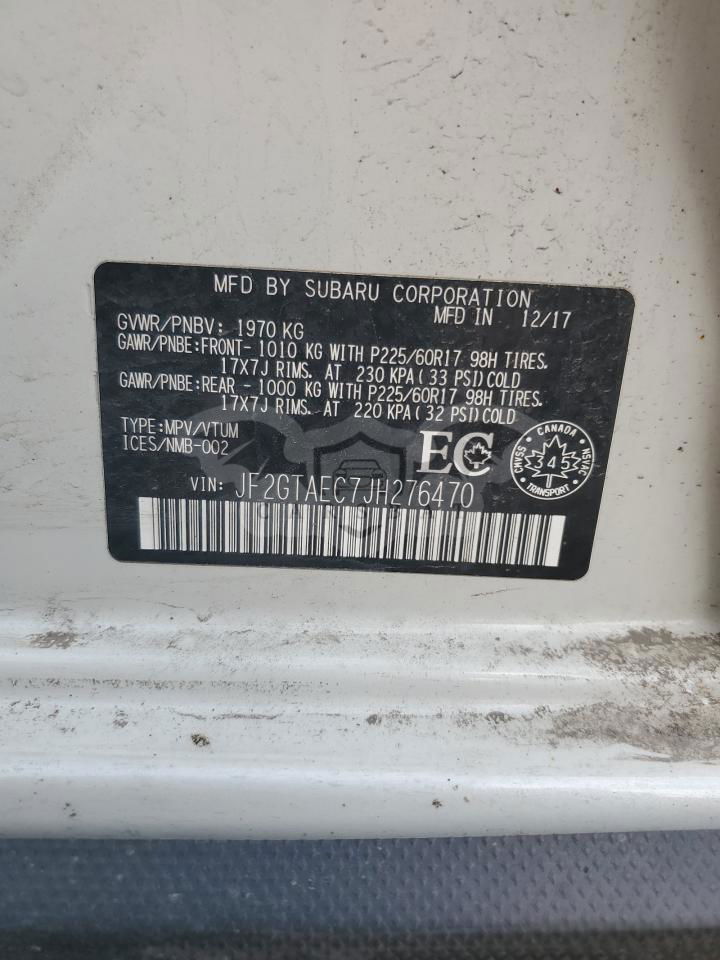 MFD BY SUBARU CORPORATION
MFD IN 12/17
GVWR/PNBV: 1970 KG
GAWR/PNBE:FRONT- 1010 KG WITH P225/60R17 98H TIRES.
17X7J RIMS. AT 230 KPA(33 PSI)COLD
GAWR/PNBE:REAR - 1000 KG WITH P225/60R17 98H TIRES.
17X7J RIMS. AT 220 KPA(32 PSI)COLD
TYPE:MPV/VTUM
ICES/NMB-002
EC
CANADA
CMVSS
345
NSVAC
TRANSPORT
VIN: JF2GTAEC7JH276470